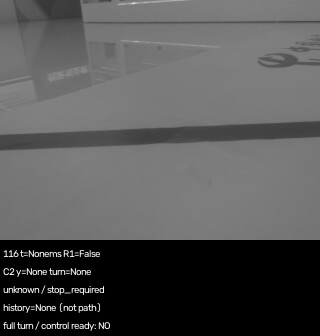 116 t=Nonems R1=False
C2 y=None turn=None
unknown / stop_required
history=None (not path)
full turn / control ready: NO